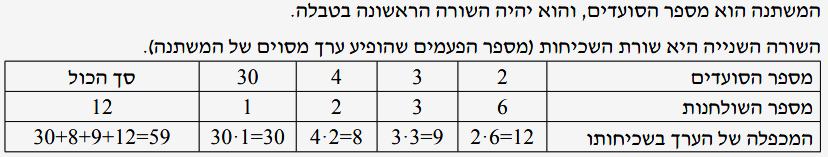 המשתנה הוא מספר הסועדים, והוא יהיה השורה הראשונה בטבלה.
השורה השנייה היא שורת השכיחות (מספר הפעמים שהופיע ערך מסוים של המשתנה).
מספר הסועדים 2 3 4 30 סך הכול
מספר השולחנות 6 3 2 1 12
המכפלה של הערך בשכיחותו 2·6=12 3·3=9 4·2=8 30·1=30 30+8+9+12=59